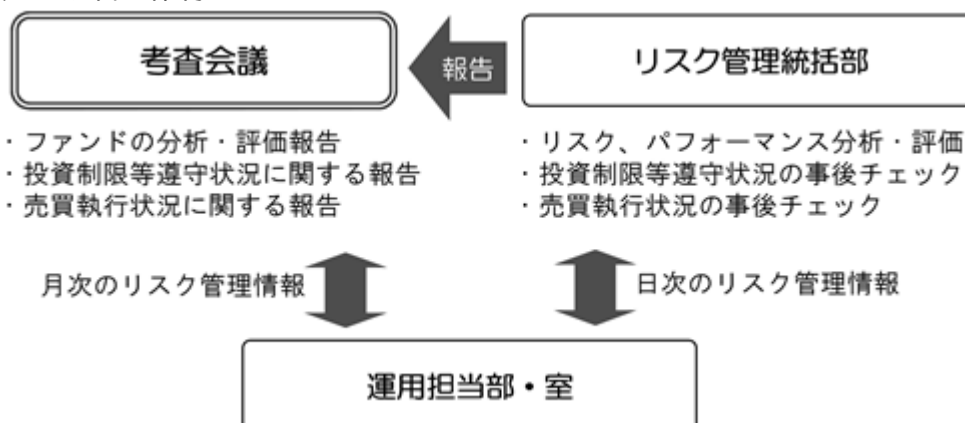 考査会議
報告
リスク管理統括部
・ファンドの分析・評価報告
・投資制限等遵守状況に関する報告
・売買執行状況に関する報告
・リスク、パフォーマンス分析・評価
・投資制限等遵守状況の事後チェック
・売買執行状況の事後チェック
月次のリスク管理情報
日次のリスク管理情報
運用担当部・室